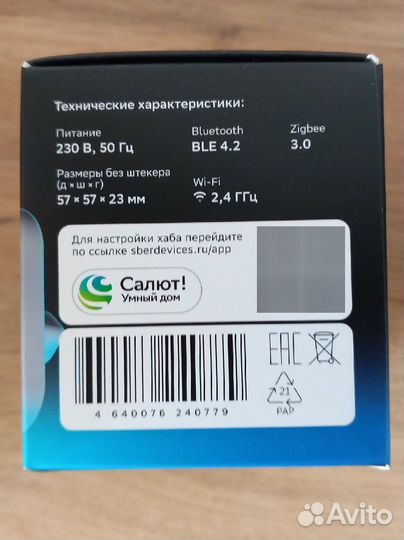 Технические характеристики:
Питание
230 В, 50 Гц
Bluetooth
BLE 4.2
Zigbee
3.0
Размеры без штекера
(д × ш × г)
57 × 57 × 23 мм
Wi-Fi
2,4 ГГц
Для настройки хаба перейдите
по ссылке sberdevices.ru/app
Салют!
Умный дом
4 640076 240779
EAC
21
PAP
Avito